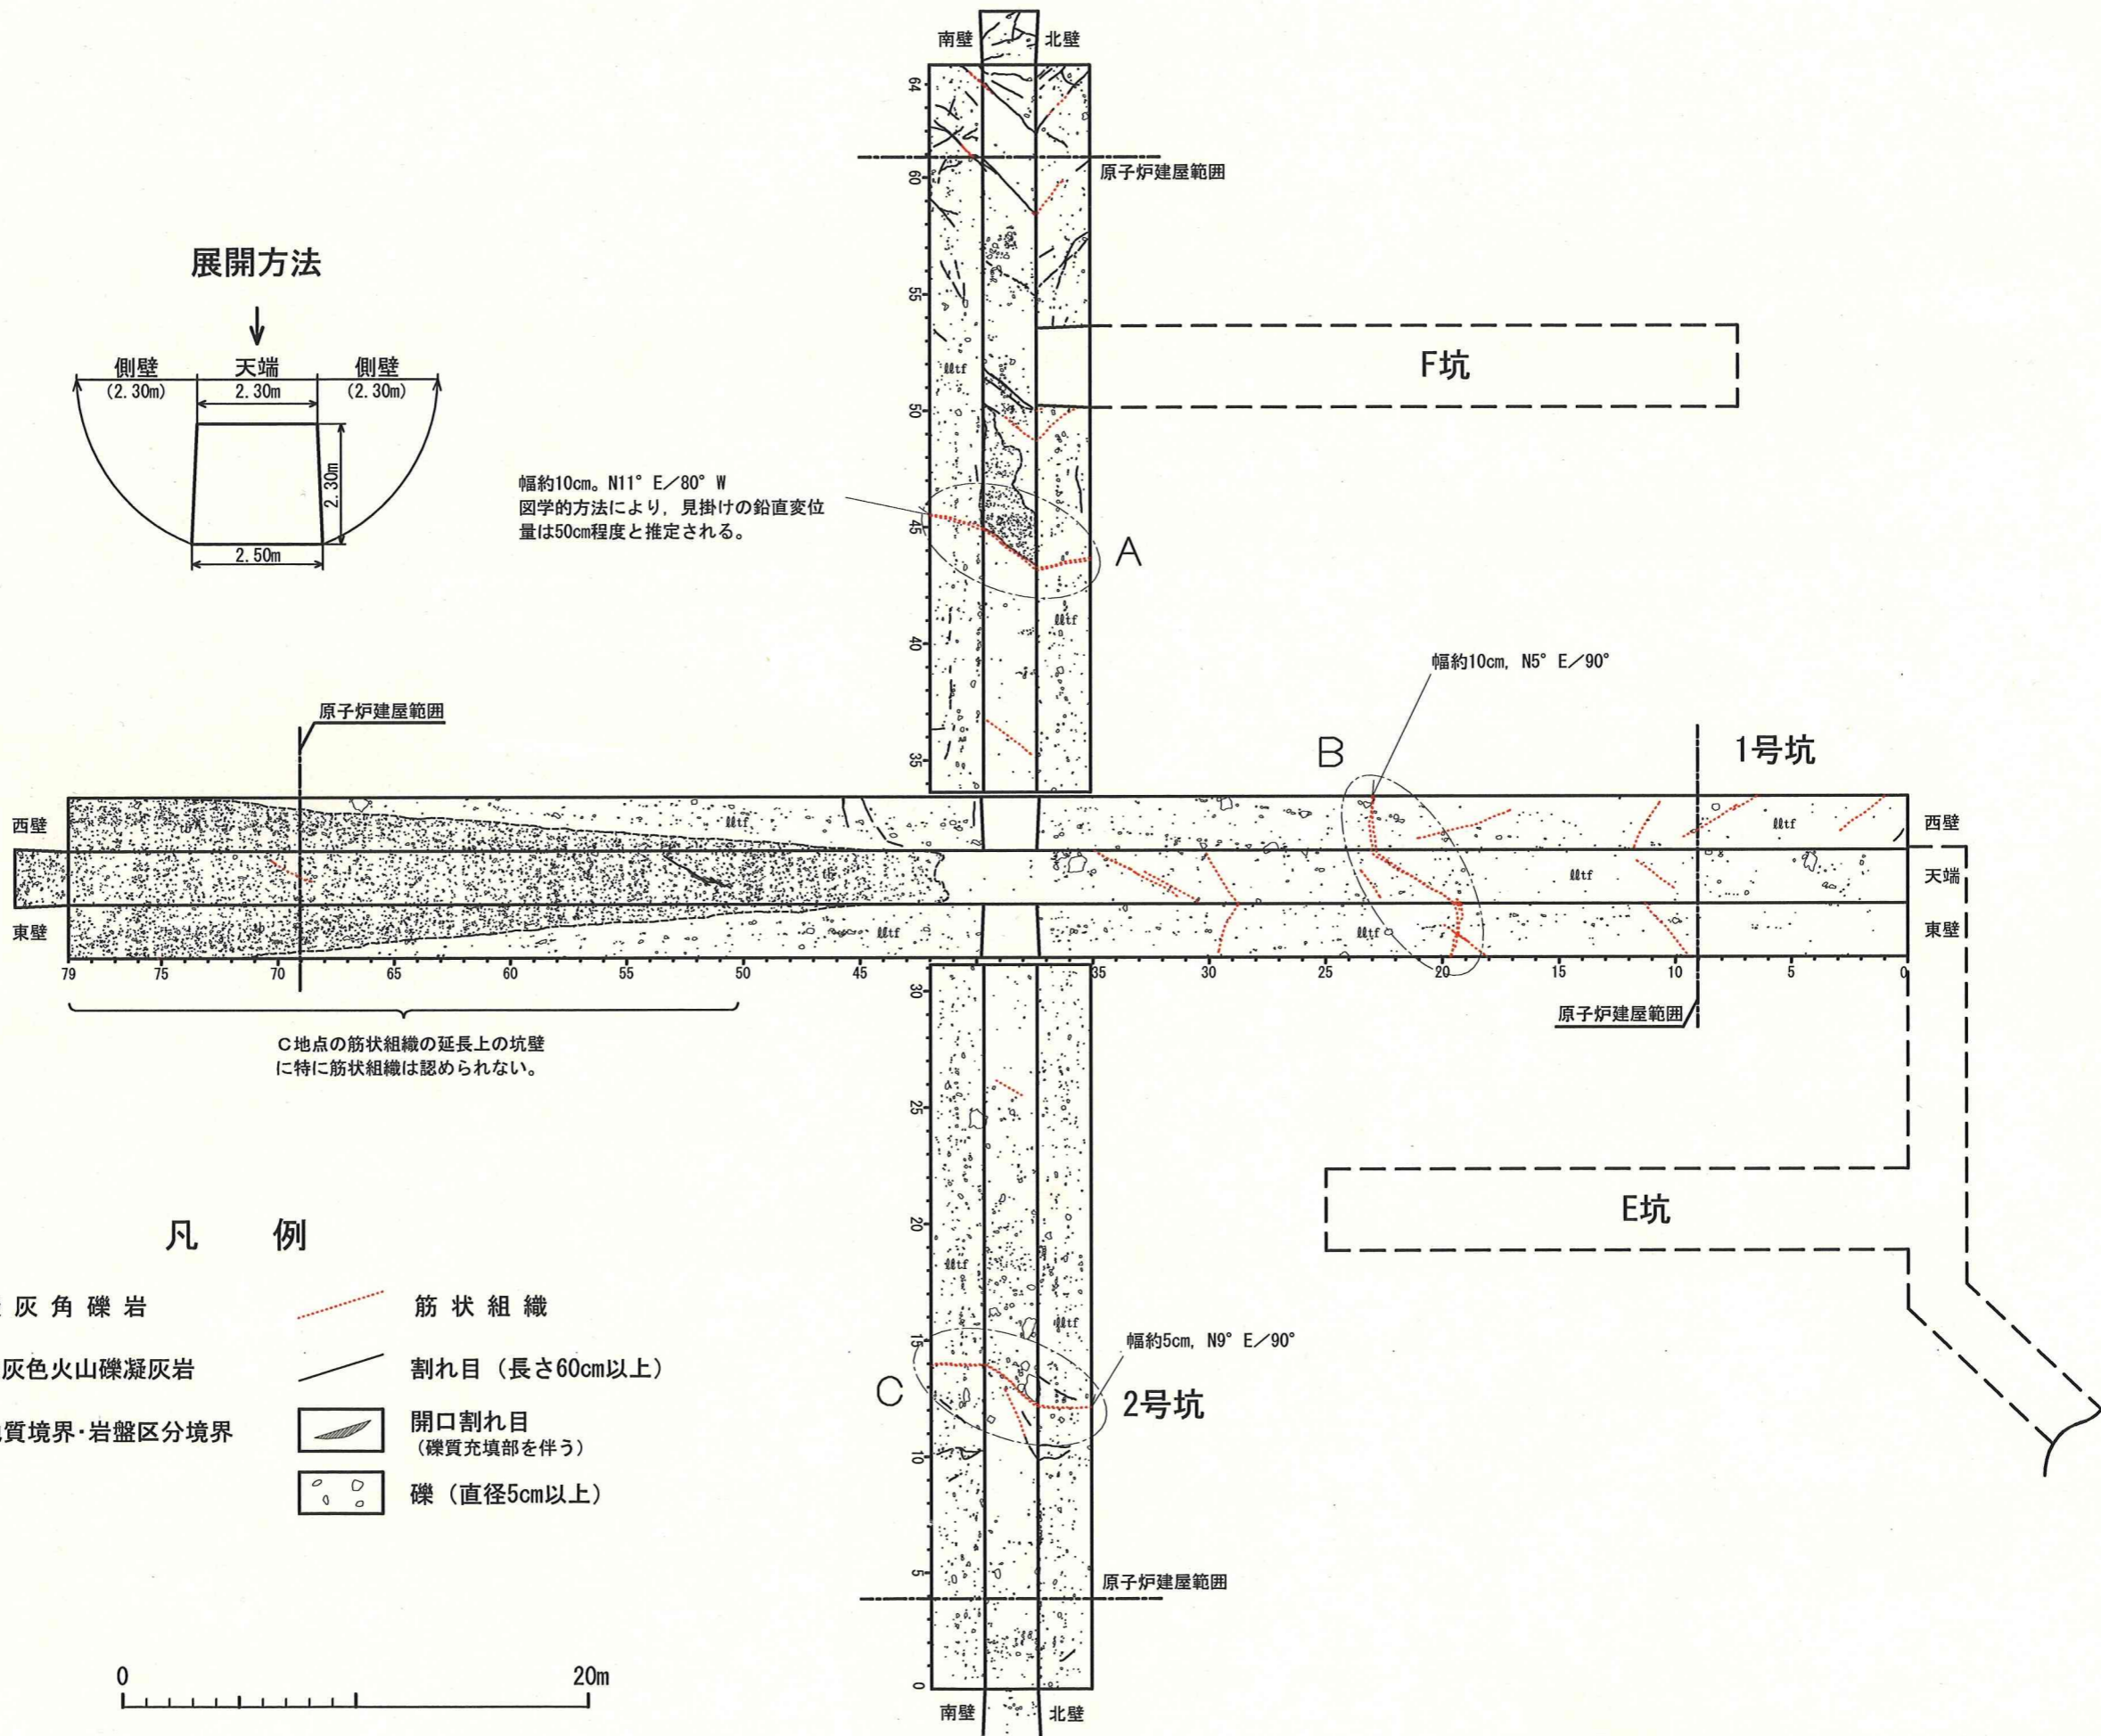 南壁
北壁
64
60
55
50
45
40
35
原子炉建屋範囲
展開方法
側壁
天端
側壁
(2.30m)
2.30m
(2.30m)
2.30m
2.50m
F坑
lltf
幅約10cm。N11°E/80°W
図学的方法により,見掛けの鉛直変位
量は50cm程度と推定される。
A
lltf
幅約10cm, N5°E/90°
原子炉建屋範囲
B
1号坑
西壁
東壁
lltf
lltf
lltf
lltf
lltf
西壁
天端
東壁
79 75 70 65 60 55 50 45 35 30 25 20 15 10 5 0
原子炉建屋範囲
C地点の筋状組織の延長上の坑壁
に特に筋状組織は認められない。
30
25
20
15
10
5
0
lltf
lltf
E坑
幅約5cm, N9°E/90°
C
2号坑
原子炉建屋範囲
南壁
北壁
凡 例
灰角礫岩
筋状組織
灰色火山礫凝灰岩
割れ目(長さ60cm以上)
質境界・岩盤区分境界
開口割れ目
(礫質充填部を伴う)
礫(直径5cm以上)
0 20m